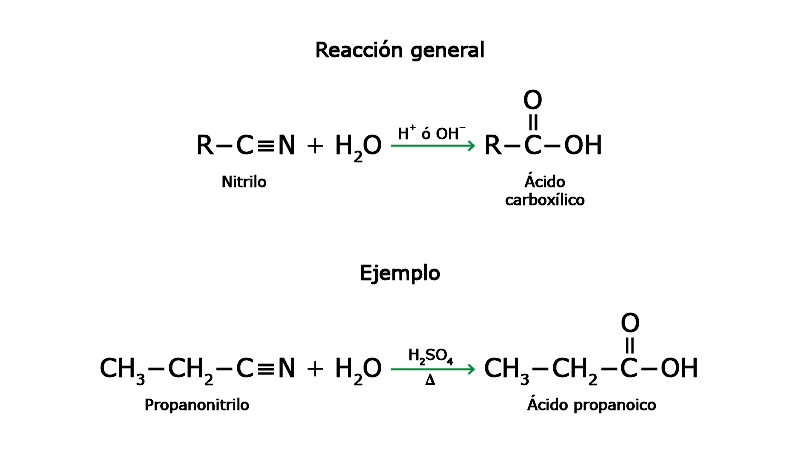 Reacción general
O
||
R−C≡N + H₂O H⁺ ó OH⁻ R−C−OH
Nitrilo Ácido
carboxílico
Ejemplo
O
||
CH₃−CH₂−C≡N + H₂O H₂SO₄ Δ CH₃−CH₂−C−OH
Propanonitrilo Ácido propanoico